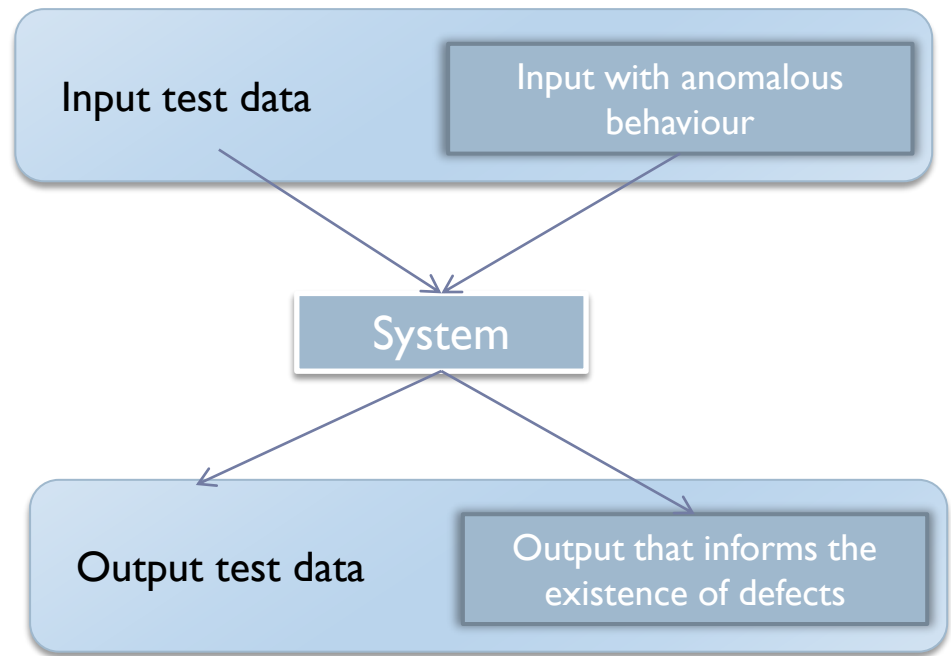 Input test data
Input with anomalous
behaviour
System
Output test data
Output that informs the
existence of defects